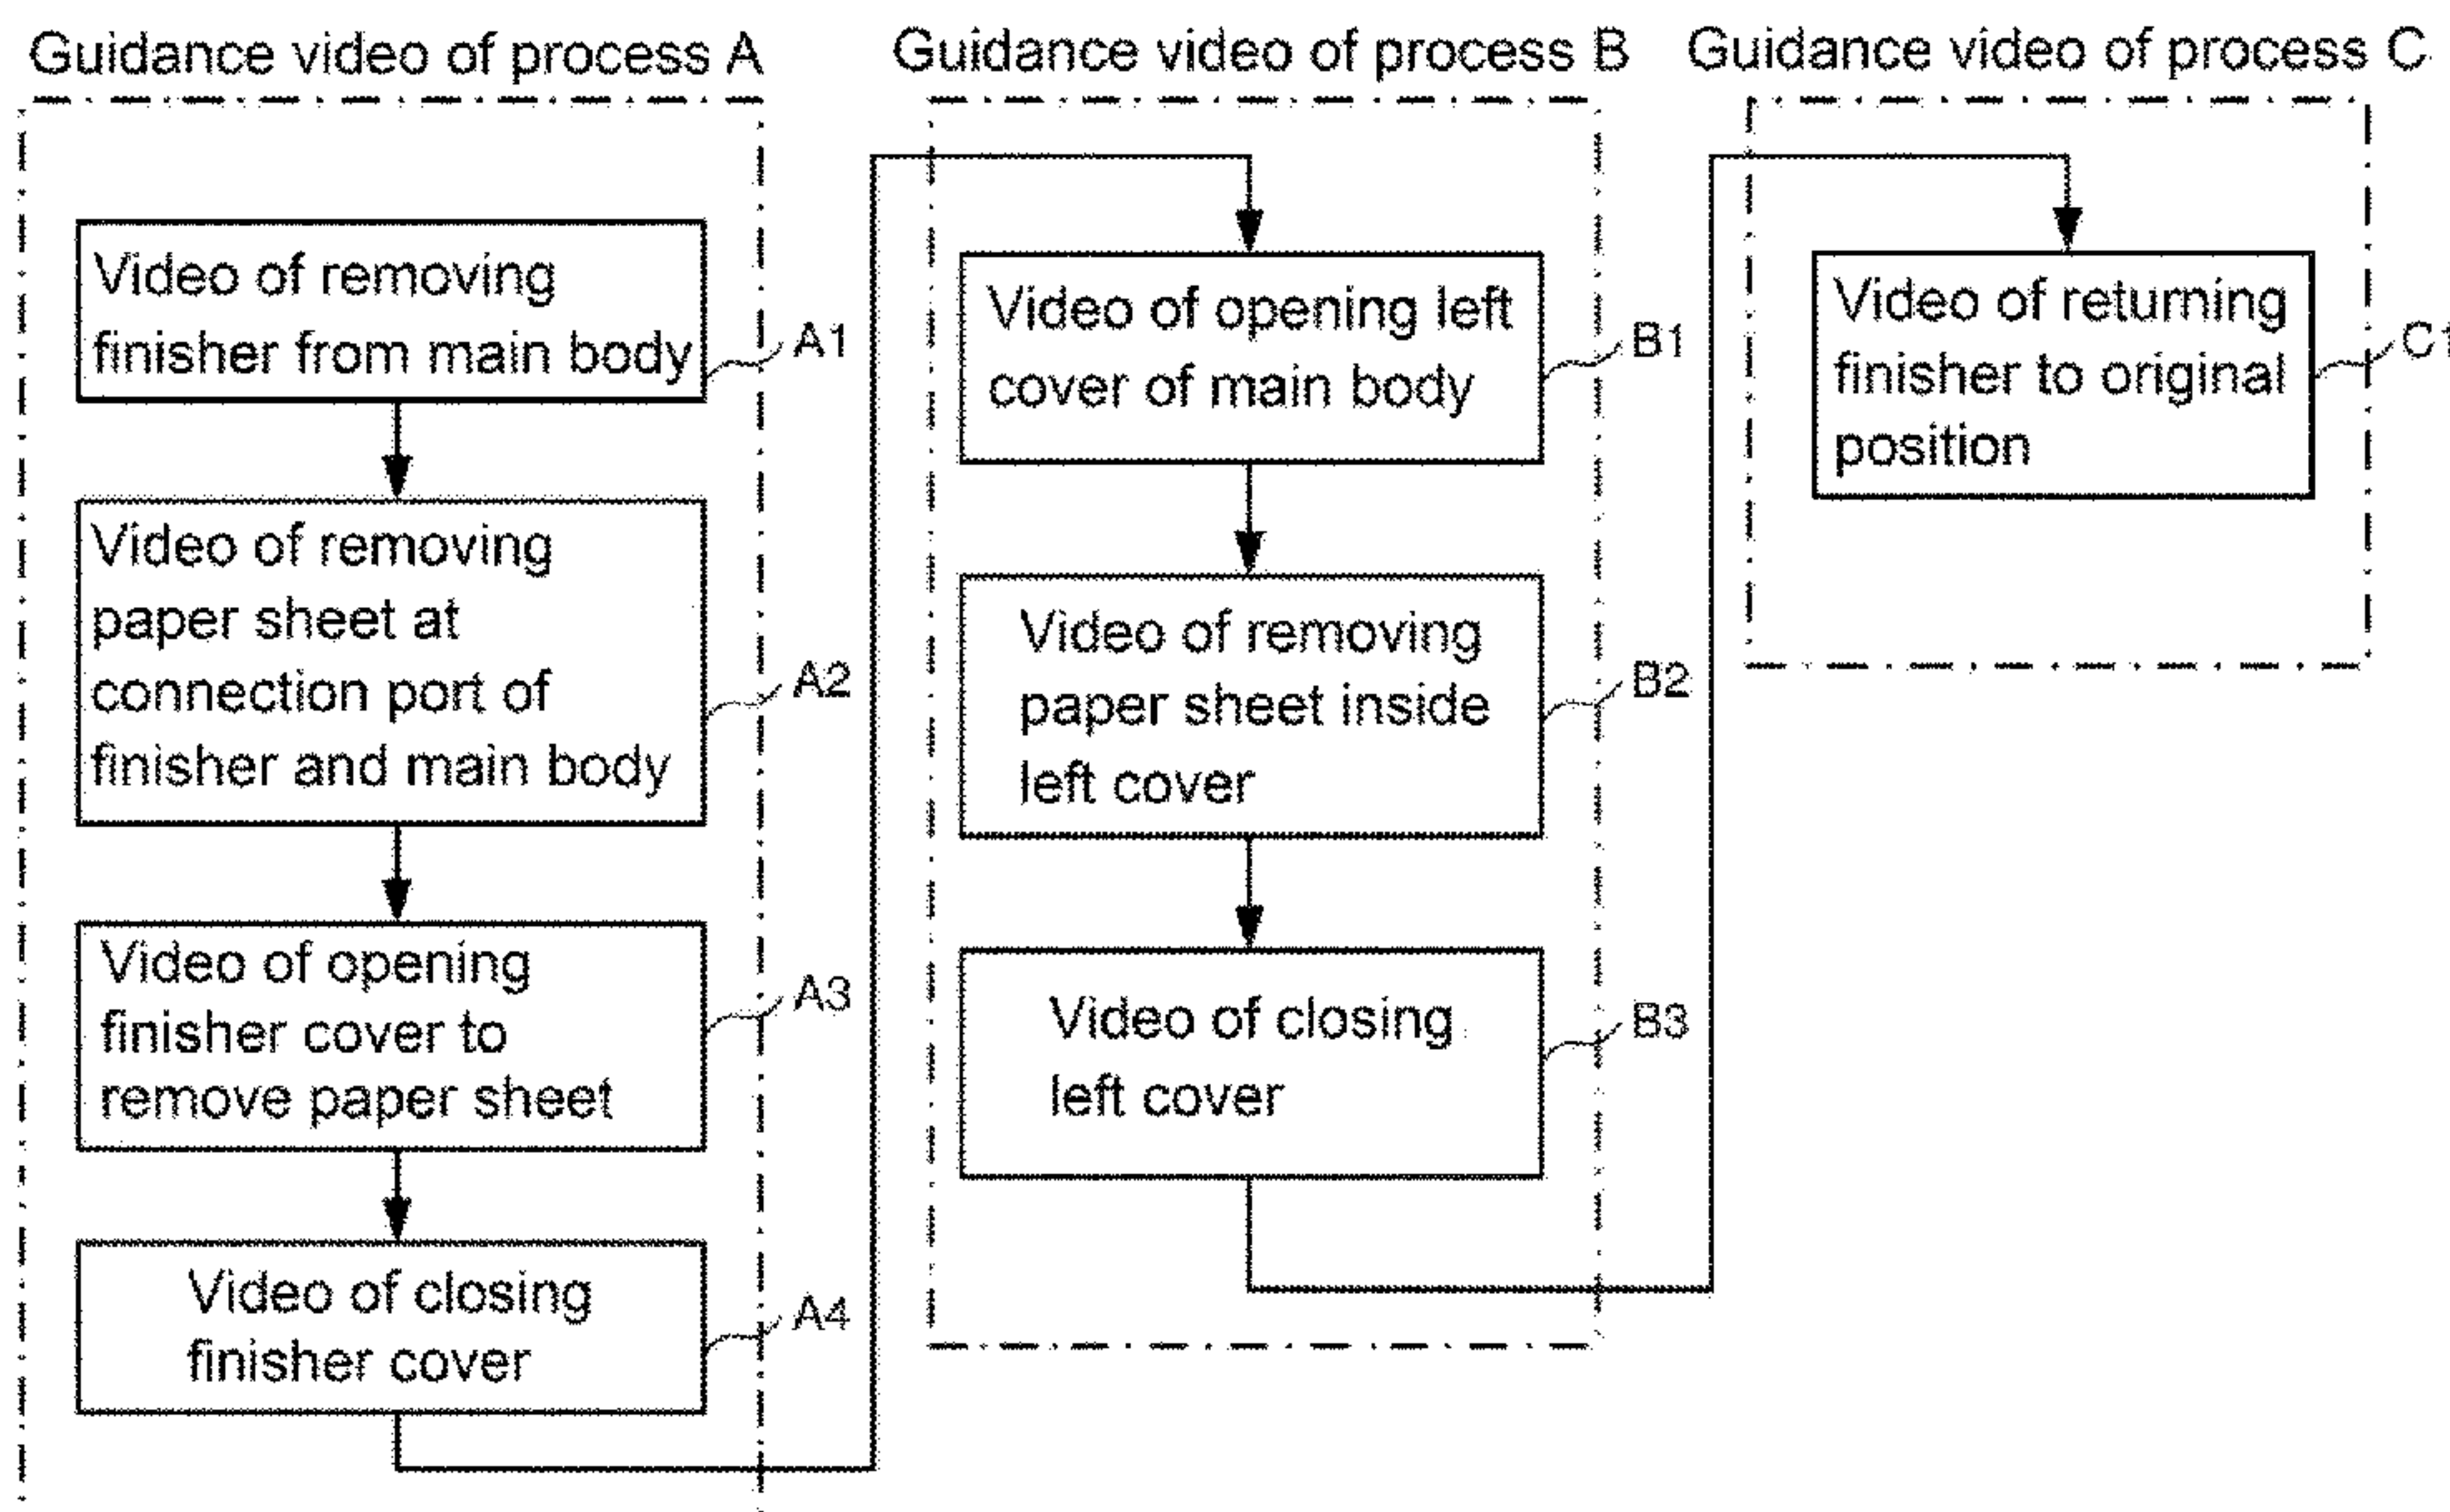 Guidance video of process A
Video of removing
finisher from main body
A1
Video of removing
paper sheet at
connection port of
finisher and main body
A2
Video of opening
finisher cover to
remove paper sheet
A3
Video of closing
finisher cover
A4
Guidance video of process B
Video of opening left
cover of main body
B1
Video of removing
paper sheet inside
left cover
B2
Video of closing
left cover
B3
Guidance video of process C
Video of returning
finisher to original
position
C1